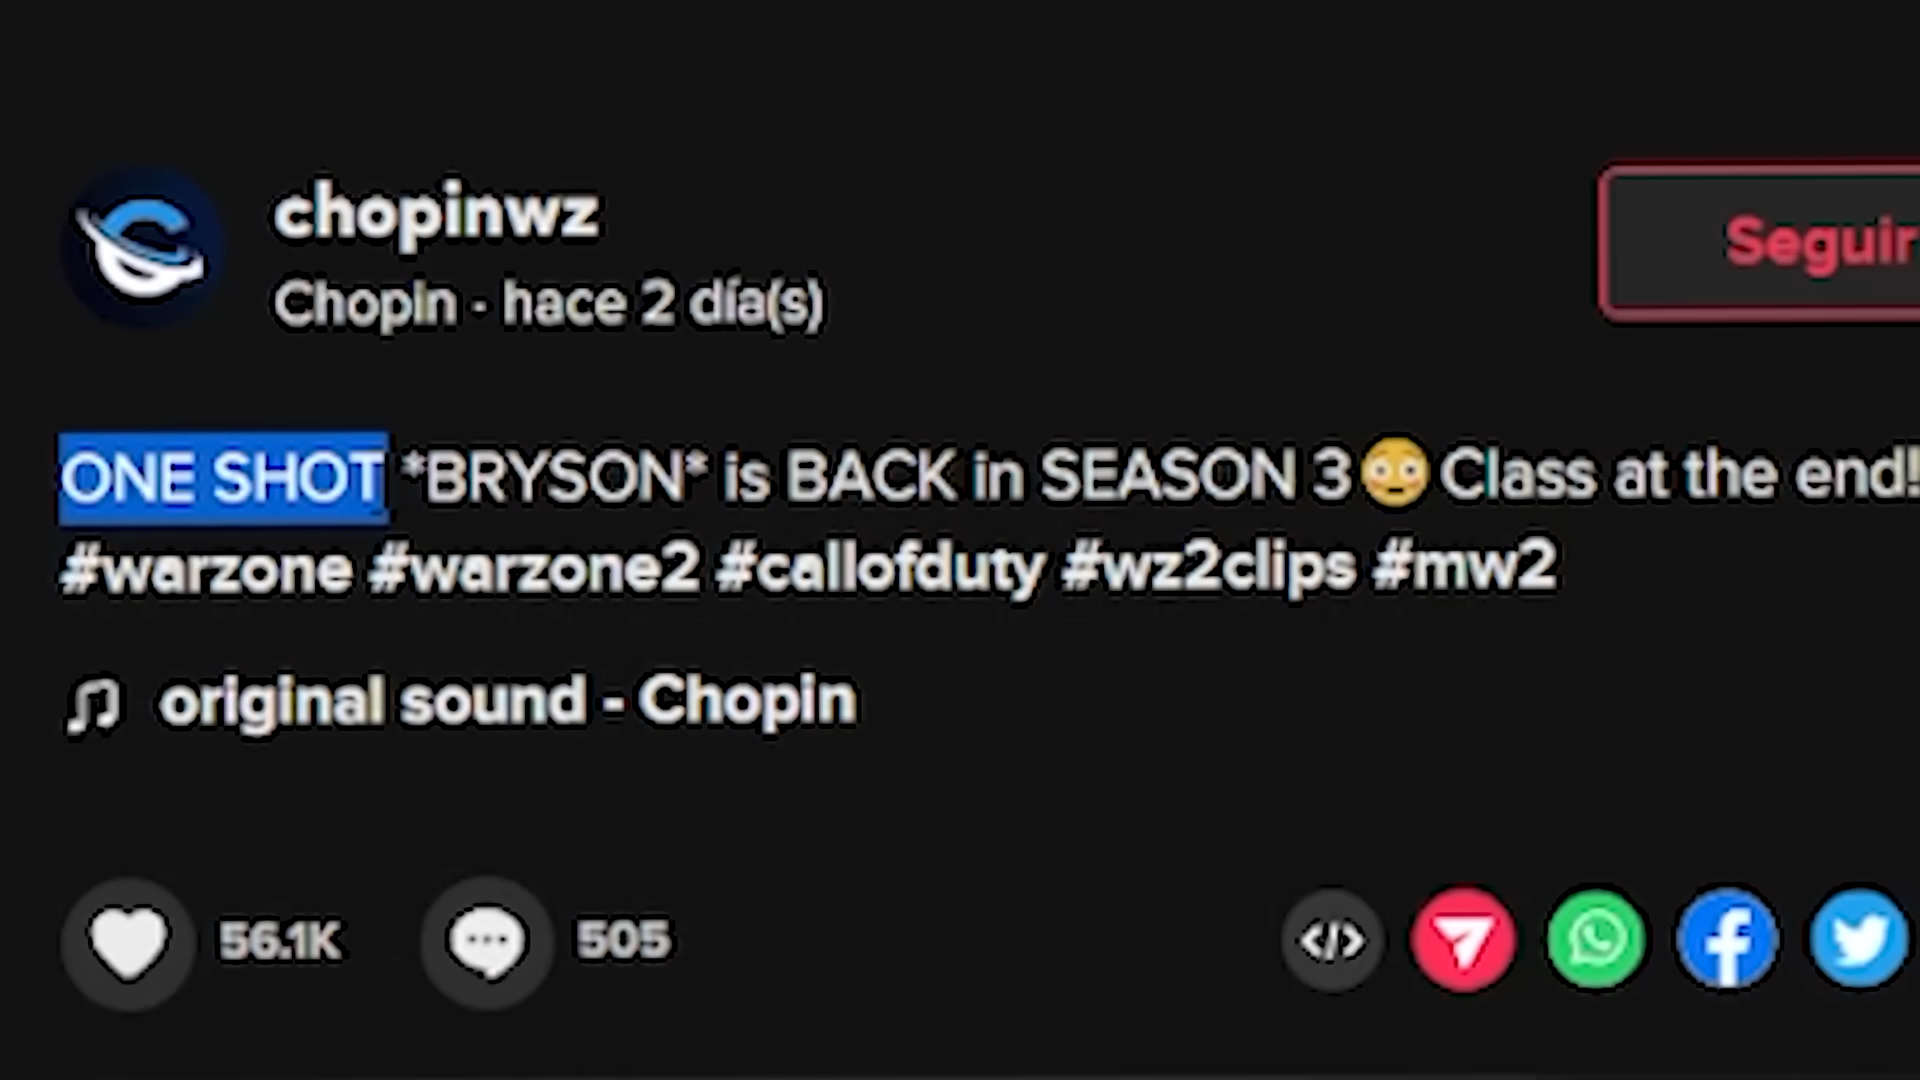 chopinwz
Chopin · hace 2 día(s)
Seguir
ONE SHOT *BRYSON* is BACK in SEASON 3😳Class at the end!
#warzone #warzone2 #callofduty #wz2clips #mw2
original sound - Chopin
56.1K
505